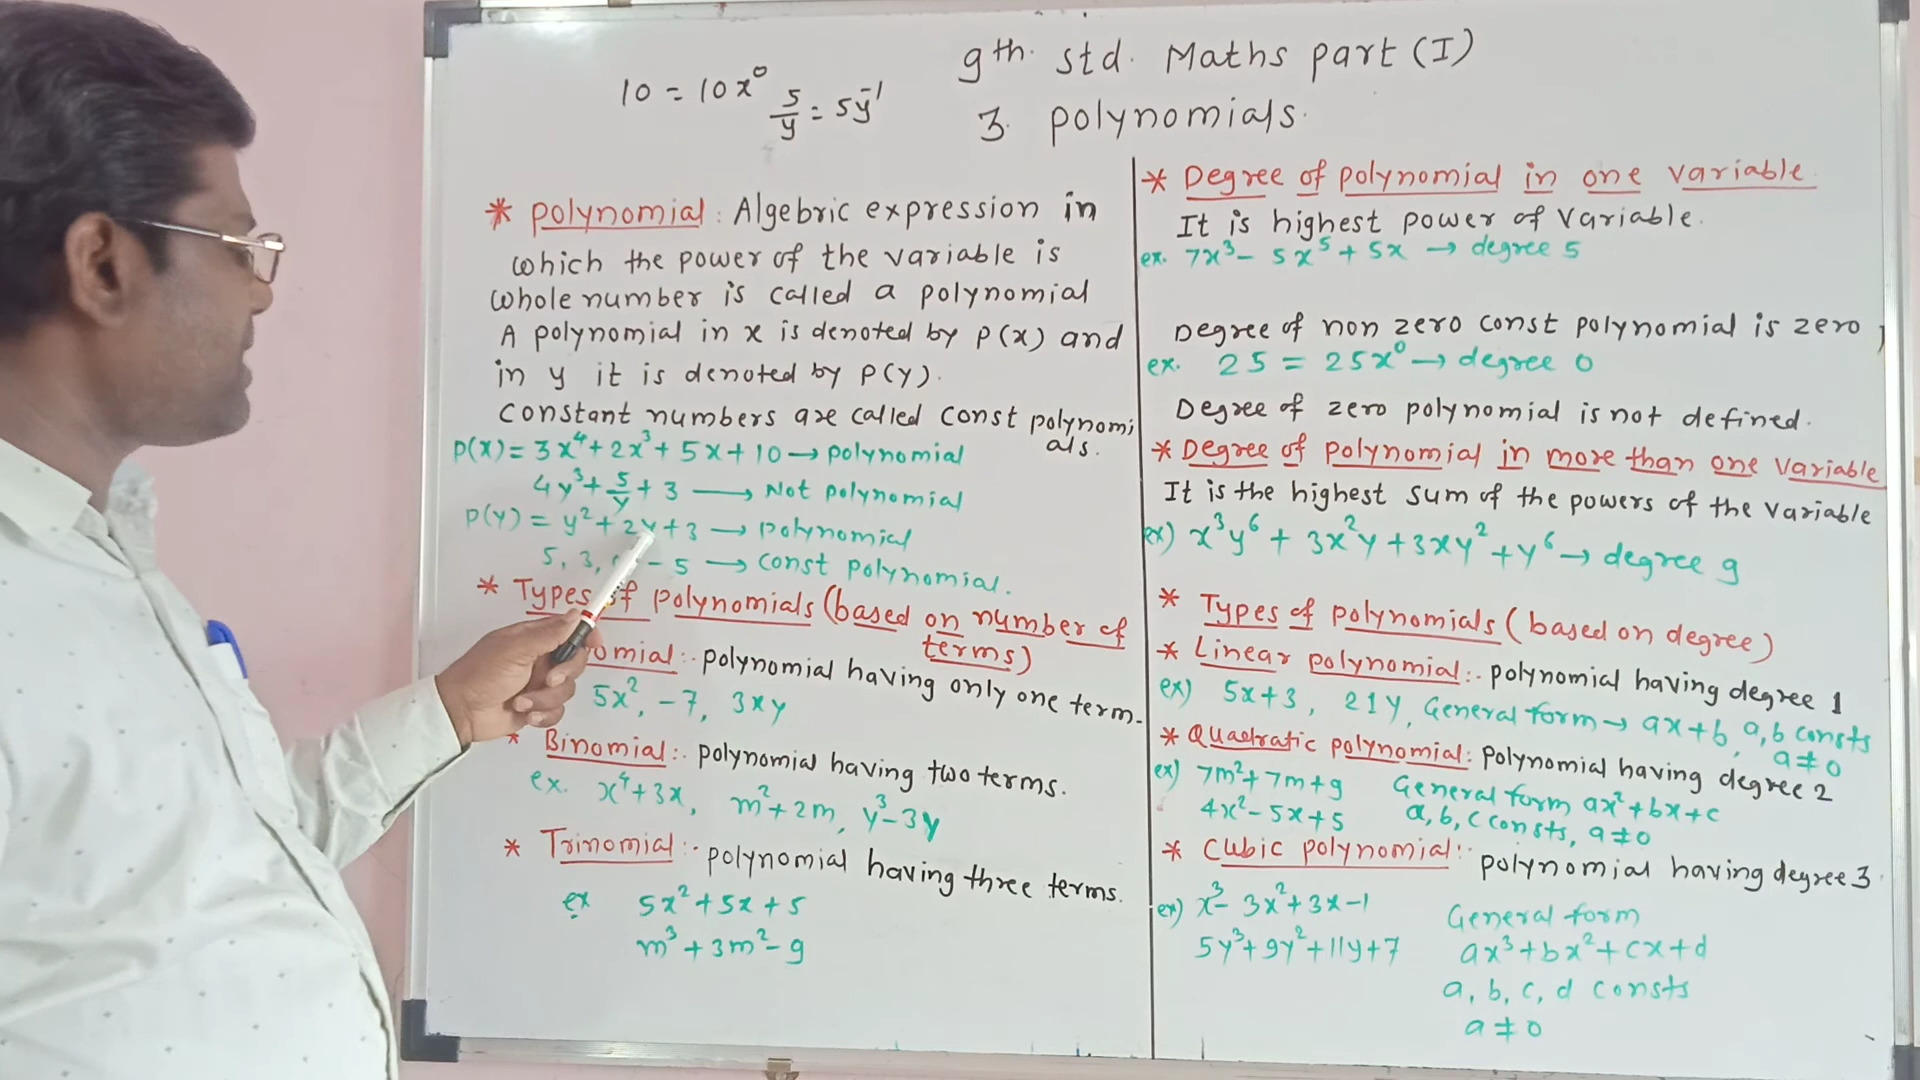 10 = 10x⁰
5/y = 5y⁻¹
9th. std. Maths part (I)
3. polynomials.
* polynomial : Algebric expression in
which the power of the variable is
whole number is called a polynomial
A polynomial in x is denoted by p(x) and
in y it is denoted by p(y).
Constant numbers are called const polynomi
als.
p(x) = 3x⁴ + 2x³ + 5x + 10 → polynomial
4y³ + 5/y + 3 → Not polynomial
p(y) = y² + 2y + 3 → polynomial
5, 3, - 5 → const polynomial.
* Types of polynomials (based on number of
terms)
omial :- polynomial having only one term.
5x², -7, 3xy
* Binomial :- polynomial having two terms.
ex. x⁴+3x, m²+2m, y³-3y
* Trinomial :- polynomial having three terms.
ex 5x² + 5x + 5
m³ + 3m² - 9
* Degree of polynomial in one variable
It is highest power of variable.
ex. 7x³ - 5x⁵ + 5x → degree 5
Degree of non zero const polynomial is zero,
ex. 25 = 25x⁰ → degree 0
Degree of zero polynomial is not defined.
* Degree of polynomial in more than one variable
It is the highest sum of the powers of the variable
ex) x³y⁶ + 3x²y + 3xy² + y⁶ → degree 9
* Types of polynomials (based on degree)
* Linear polynomial :- polynomial having degree 1
ex) 5x+3, 21y, General form → ax+b, a,b consts
a≠0
* Quadratic polynomial : polynomial having degree 2
ex) 7m²+7m+9 General form ax²+bx+c
4x²-5x+5 a,b,c consts, a≠0
* Cubic polynomial :- polynomial having degree 3.
ex) x³- 3x²+3x-1 General form
5y³+9y²+11y+7 ax³+bx²+cx+d
a, b, c, d consts
a ≠ 0